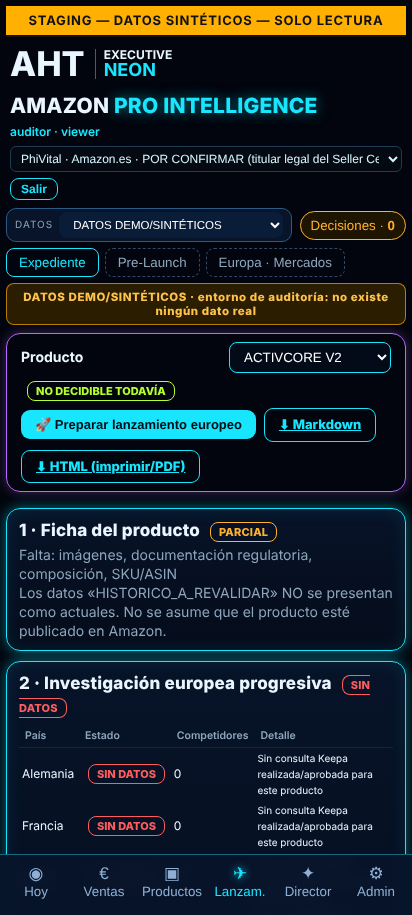 STAGING — DATOS SINTÉTICOS — SOLO LECTURA
AHT EXECUTIVE
NEON
AMAZON PRO INTELLIGENCE
auditor · viewer
PhiVital · Amazon.es · POR CONFIRMAR (titular legal del Seller Ce
Salir
DATOS DATOS DEMO/SINTÉTICOS Decisiones · 0
Expediente Pre-Launch Europa · Mercados
DATOS DEMO/SINTÉTICOS · entorno de auditoría: no existe
ningún dato real
Producto ACTIVCORE V2
NO DECIDIBLE TODAVÍA
🚀 Preparar lanzamiento europeo ⬇ Markdown
⬇ HTML (imprimir/PDF)
1 · Ficha del producto PARCIAL
Falta: imágenes, documentación regulatoria,
composición, SKU/ASIN
Los datos «HISTORICO_A_REVALIDAR» NO se presentan
como actuales. No se asume que el producto esté
publicado en Amazon.
2 · Investigación europea progresiva SIN
DATOS
País Estado Competidores Detalle
Alemania SIN DATOS 0 Sin consulta Keepa
realizada/aprobada para
este producto
Francia SIN DATOS 0 Sin consulta Keepa
realizada/aprobada para
este producto
◉ € ▣ ✈ ✦ ⚙
Hoy Ventas Productos Lanzam. Director Admin